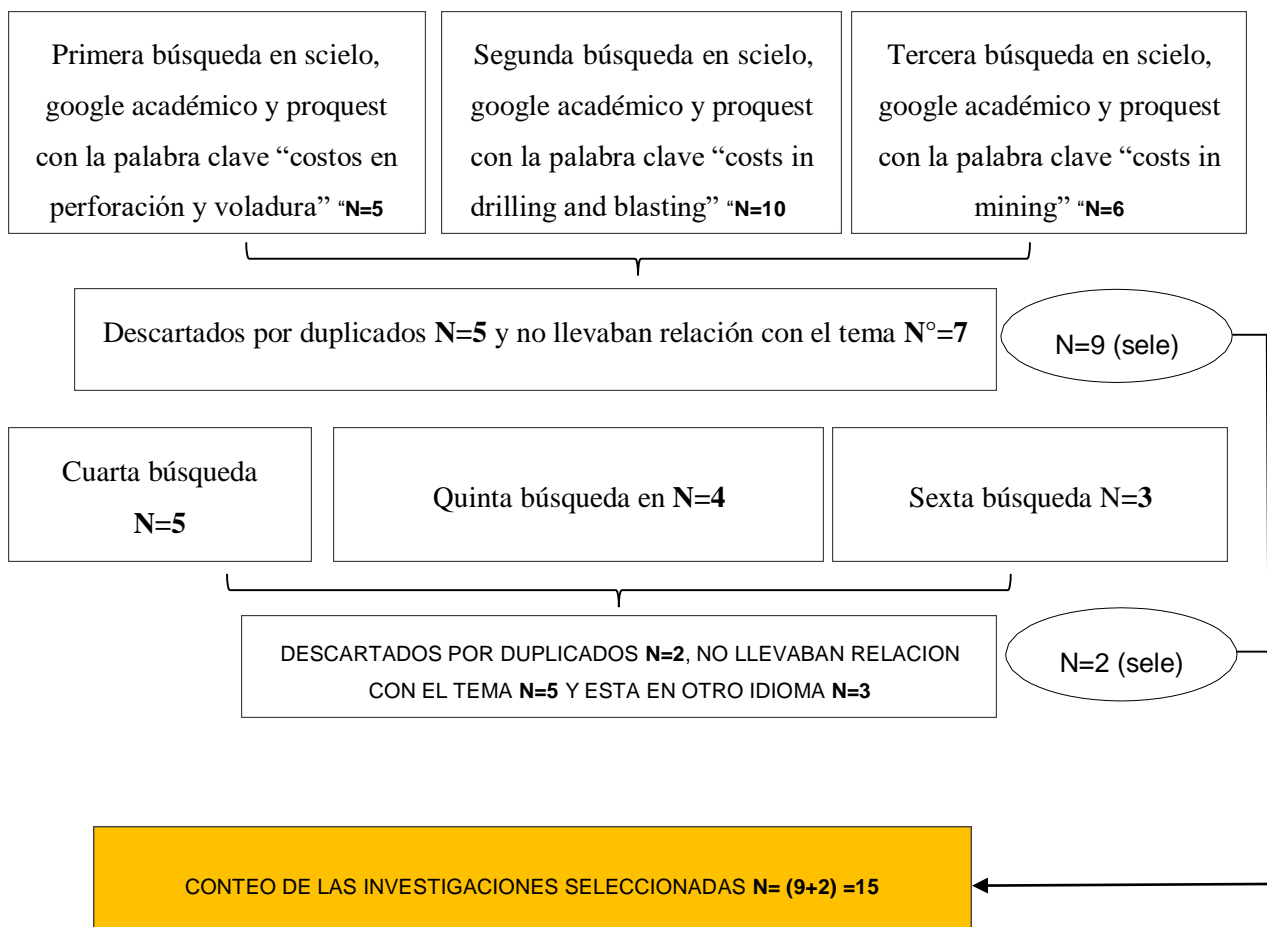 Primera búsqueda en scielo,
google académico y proquest
con la palabra clave “costos en
perforación y voladura” “N=5
Segunda búsqueda en scielo,
google académico y proquest
con la palabra clave “costs in
drilling and blasting” “N=10
Tercera búsqueda en scielo,
google académico y proquest
con la palabra clave “costs in
mining” “N=6
Descartados por duplicados N=5 y no llevaban relación con el tema N°=7
N=9 (sele)
Cuarta búsqueda
N=5
Quinta búsqueda en N=4
Sexta búsqueda N=3
DESCARTADOS POR DUPLICADOS N=2, NO LLEVABAN RELACION
CON EL TEMA N=5 Y ESTA EN OTRO IDIOMA N=3
N=2 (sele)
CONTEO DE LAS INVESTIGACIONES SELECCIONADAS N= (9+2) =15